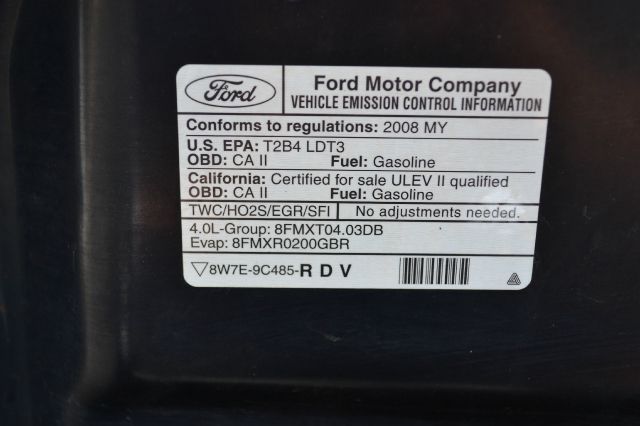 Ford
Ford Motor Company
VEHICLE EMISSION CONTROL INFORMATION
Conforms to regulations: 2008 MY
U.S. EPA: T2B4 LDT3
OBD: CA II Fuel: Gasoline
California: Certified for sale ULEV II qualified
OBD: CA II Fuel: Gasoline
TWC/HO2S/EGR/SFI No adjustments needed.
4.0L-Group: 8FMXT04.03DB
Evap: 8FMXR0200GBR
8W7E-9C485-R D V